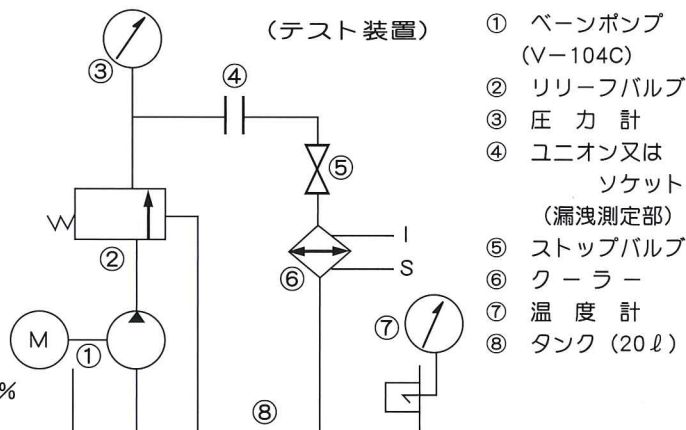 (テスト装置)
① ベーンポンプ
(V-104C)
② リリーフバルブ
③ 圧 力 計
④ ユニオン又は
ソケット
(漏洩測定部)
⑤ ストップバルブ
⑥ ク ー ラ ー
⑦ 温 度 計
⑧ タンク (20ℓ)
③
④
⑤
②
⑥
I
S
⑦
M
①
%
⑧